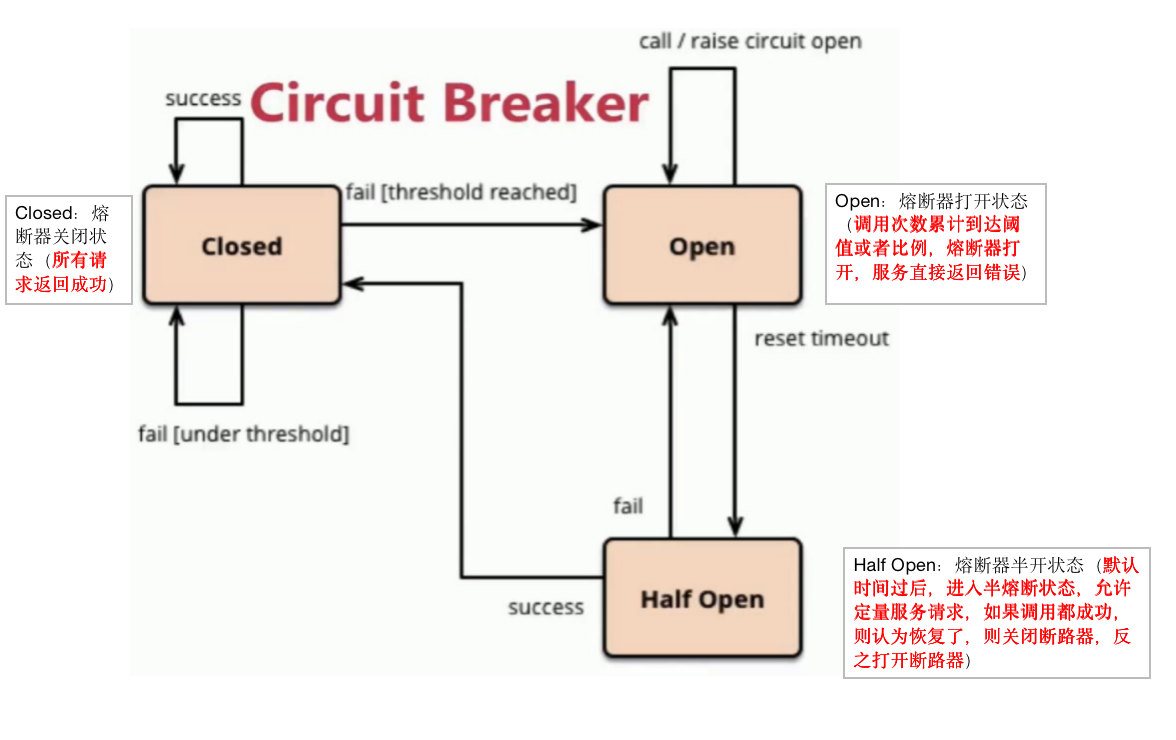 call / raise circuit open
success
Circuit Breaker
fail [threshold reached]
Closed：熔
断器关闭状
态（所有请
求返回成功）
Closed
Open
Open：熔断器打开状态
（调用次数累计到达阈
值或者比例，熔断器打
开，服务直接返回错误）
reset timeout
fail [under threshold]
fail
Half Open
success
Half Open：熔断器半开状态（默认
时间过后，进入半熔断状态，允许
定量服务请求，如果调用都成功，
则认为恢复了，则关闭断路器，反
之打开断路器）